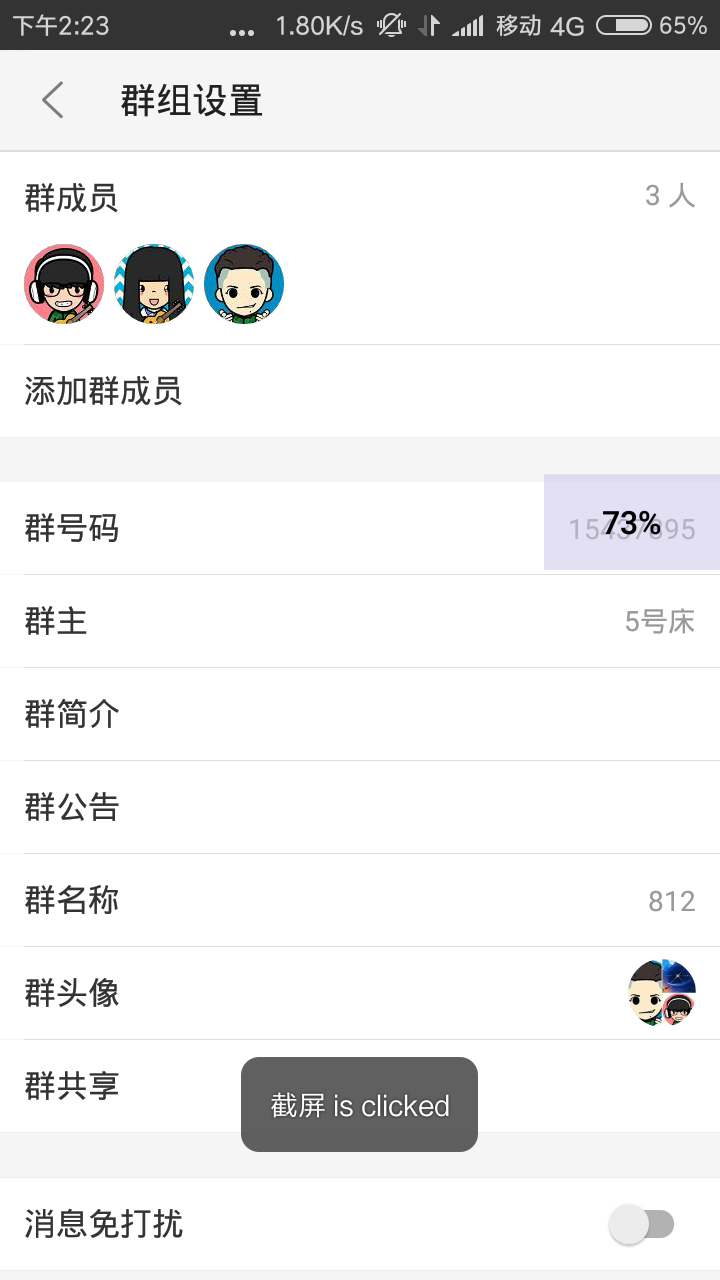 下午2:23 ... 1.80K/s 移动 4G 65%
群组设置
群成员 3 人
添加群成员
群号码 73%
群主 5号床
群简介
群公告
群名称 812
群头像
群共享
截屏 is clicked
消息免打扰